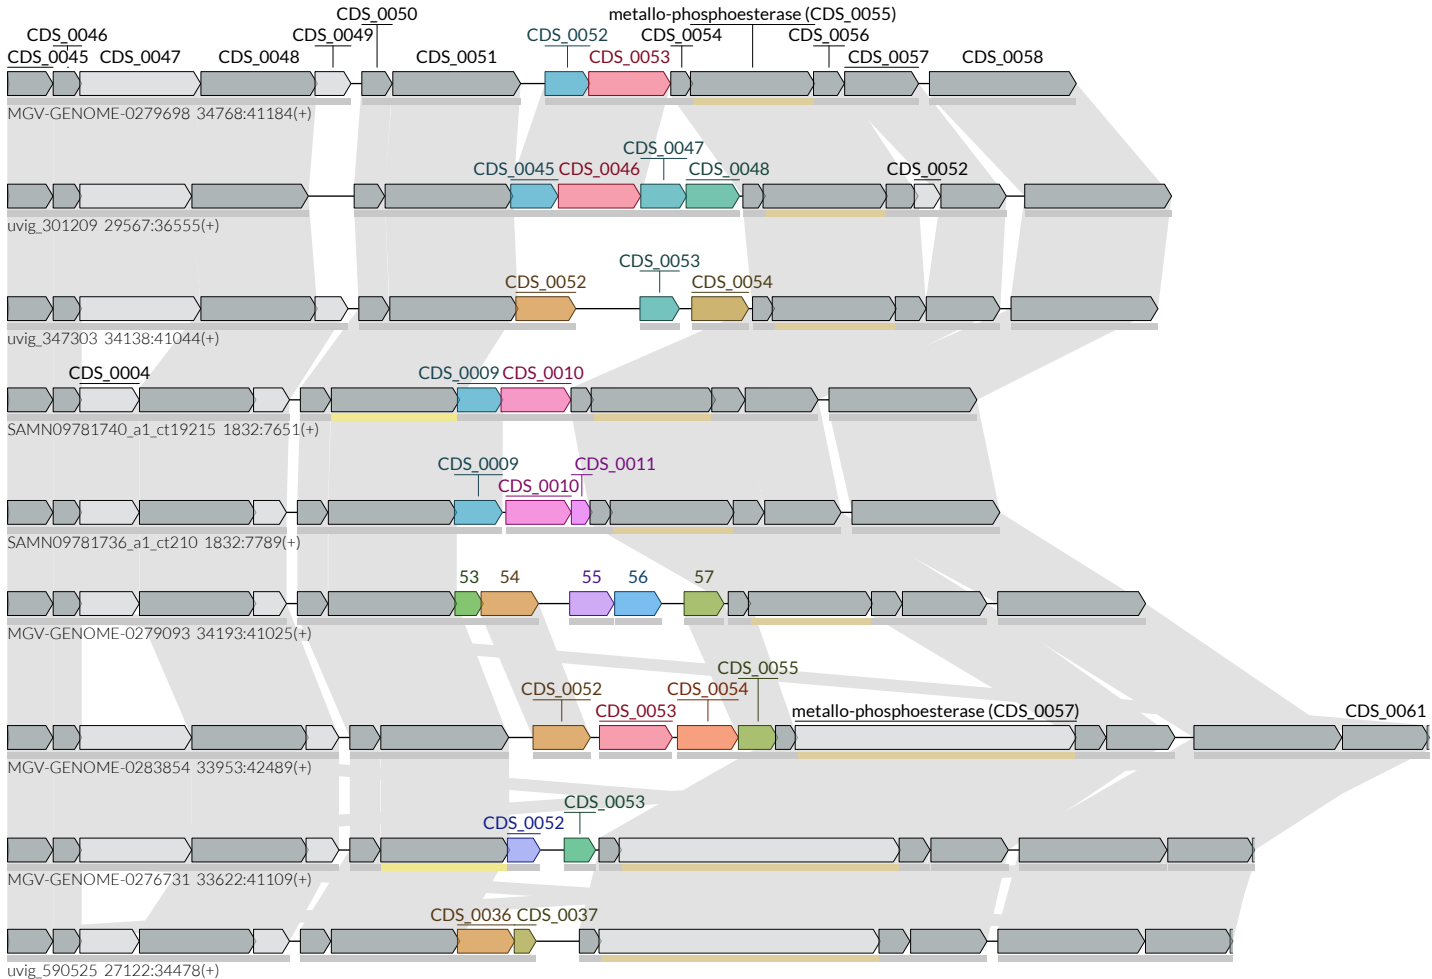 CDS_0050 metallo-phosphoesterase (CDS_0055)
CDS_0046 CDS_0049 CDS_0052 CDS_0054 CDS_0056
CDS_0045 CDS_0047 CDS_0048 CDS_0051 CDS_0053 CDS_0057 CDS_0058
MGV-GENOME-0279698 34768:41184(+)
CDS_0047
CDS_0045 CDS_0046 CDS_0048 CDS_0052
uvig_301209 29567:36555(+)
CDS_0053
CDS_0052 CDS_0054
uvig_347303 34138:41044(+)
CDS_0004 CDS_0009 CDS_0010
SAMN09781740_a1_ct19215 1832:7651(+)
CDS_0009 CDS_0011
CDS_0010
SAMN09781736_a1_ct210 1832:7789(+)
53 54 55 56 57
MGV-GENOME-0279093 34193:41025(+)
CDS_0055
CDS_0052 CDS_0054
CDS_0053 metallo-phosphoesterase (CDS_0057) CDS_0061
MGV-GENOME-0283854 33953:42489(+)
CDS_0053
CDS_0052
MGV-GENOME-0276731 33622:41109(+)
CDS_0036 CDS_0037
uvig_590525 27122:34478(+)